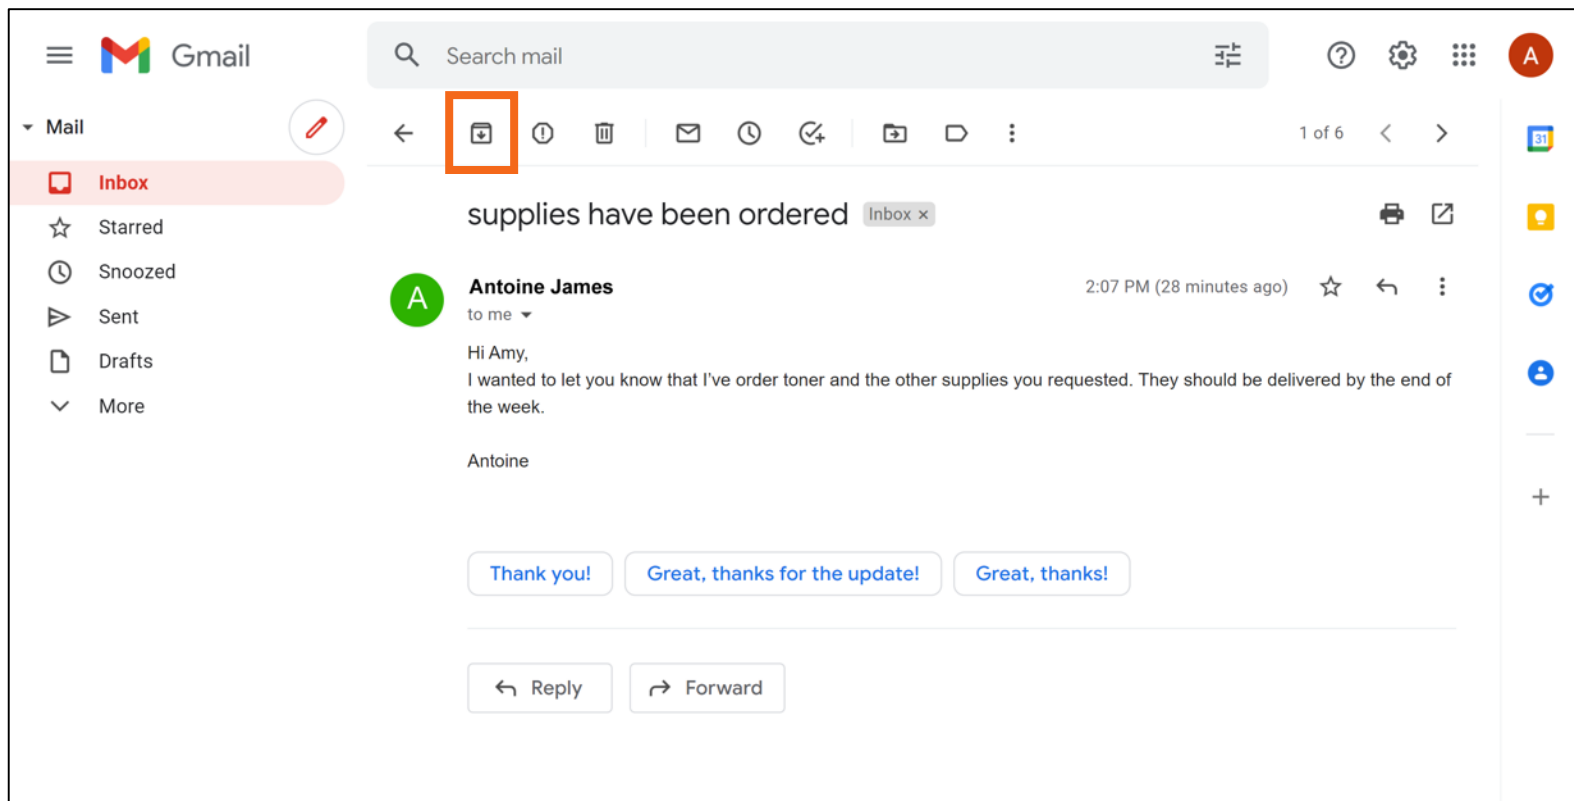 Gmail
Search mail
A
Mail
1 of 6
31
Inbox
Starred
Snoozed
Sent
Drafts
More
supplies have been ordered Inbox ×
A
Antoine James
2:07 PM (28 minutes ago)
to me
Hi Amy,
I wanted to let you know that I've order toner and the other supplies you requested. They should be delivered by the end of
the week.
Antoine
Thank you!
Great, thanks for the update!
Great, thanks!
Reply
Forward